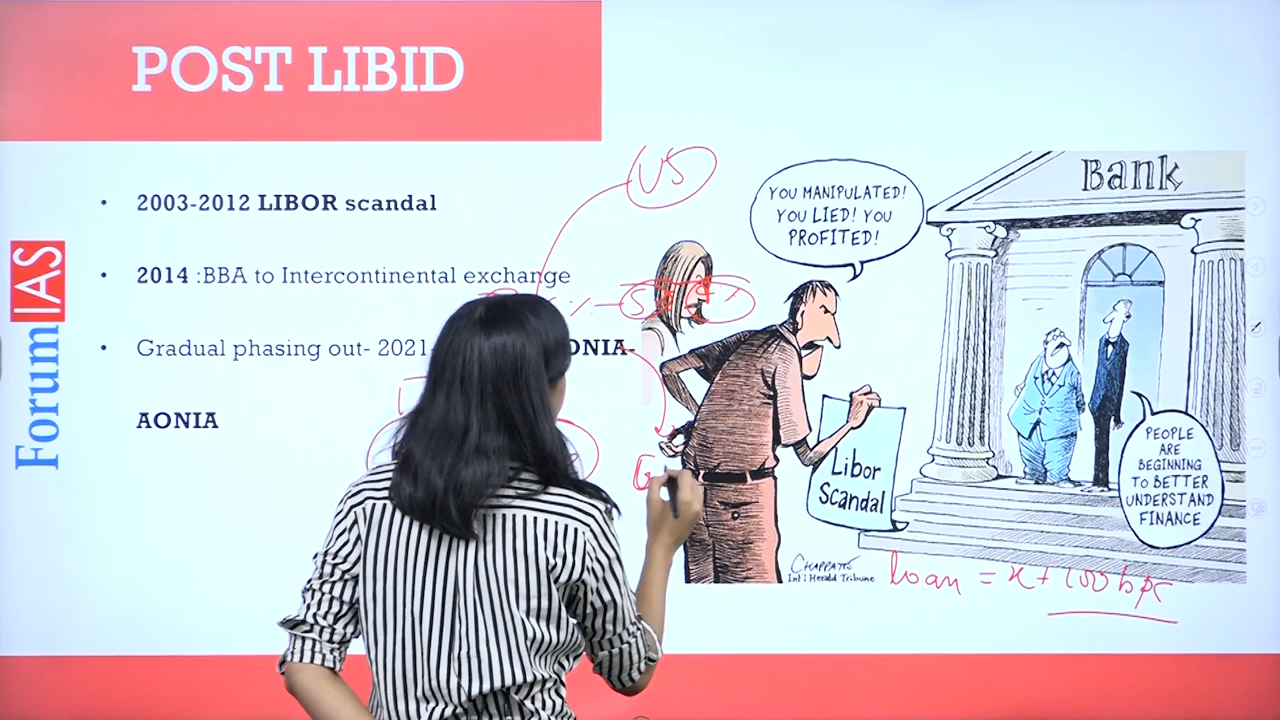 POST LIBID
US
• 2003-2012 LIBOR scandal
• 2014 :BBA to Intercontinental exchange
• Gradual phasing out- 2021-
ONIA-
AONIA
ForumIAS
Bank
YOU MANIPULATED!
YOU LIED! YOU
PROFITED!
Libor
Scandal
PEOPLE
ARE
BEGINNING
TO BETTER
UNDERSTAND
FINANCE
CHAPPATTE
Int'l Herald Tribune
loan = x + 100 bps